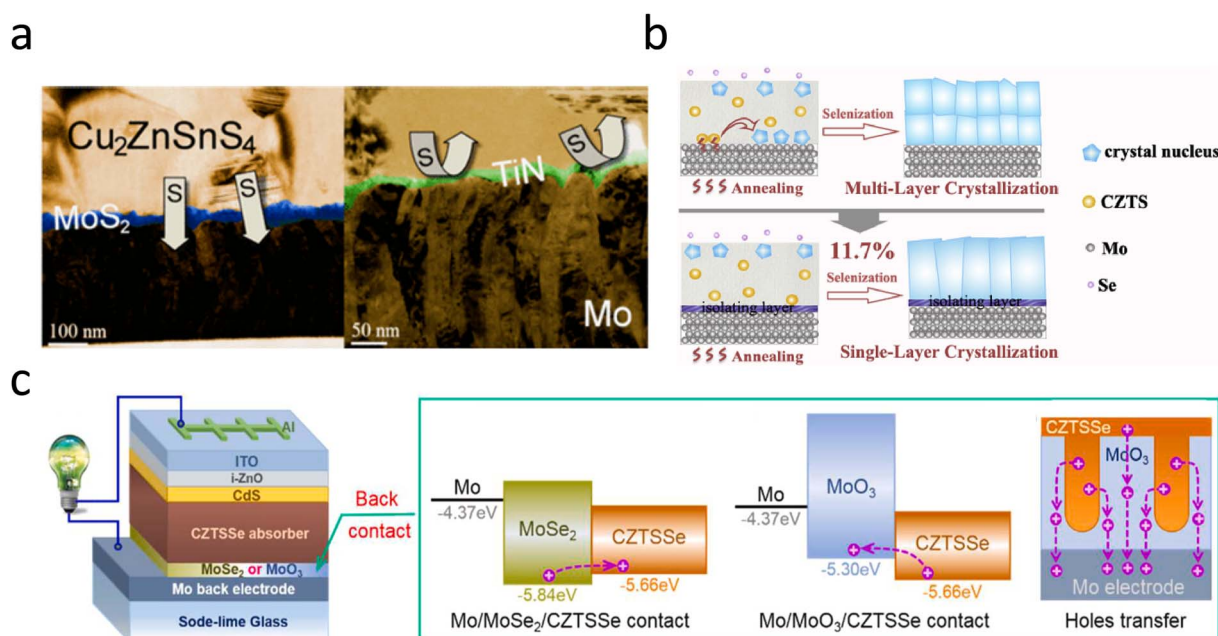 a
Cu₂ZnSnS₄
S
S
MoS₂
100 nm
S
S
TiN
Mo
50 nm
b
Selenization
Annealing
Multi-Layer Crystallization
11.7%
Selenization
isolating layer
isolating layer
Annealing
Single-Layer Crystallization
crystal nucleus
CZTS
Mo
Se
c
Al
ITO
i-ZnO
CdS
CZTSSe absorber
MoSe₂ or MoO₃
Mo back electrode
Sode-lime Glass
Back
contact
Mo
-4.37eV
MoSe₂
CZTSSe
-5.84eV
-5.66eV
Mo/MoSe₂/CZTSSe contact
Mo
-4.37eV
MoO₃
-5.30eV
CZTSSe
-5.66eV
Mo/MoO₃/CZTSSe contact
CZTSSe
MoO₃
Mo electrode
Holes transfer